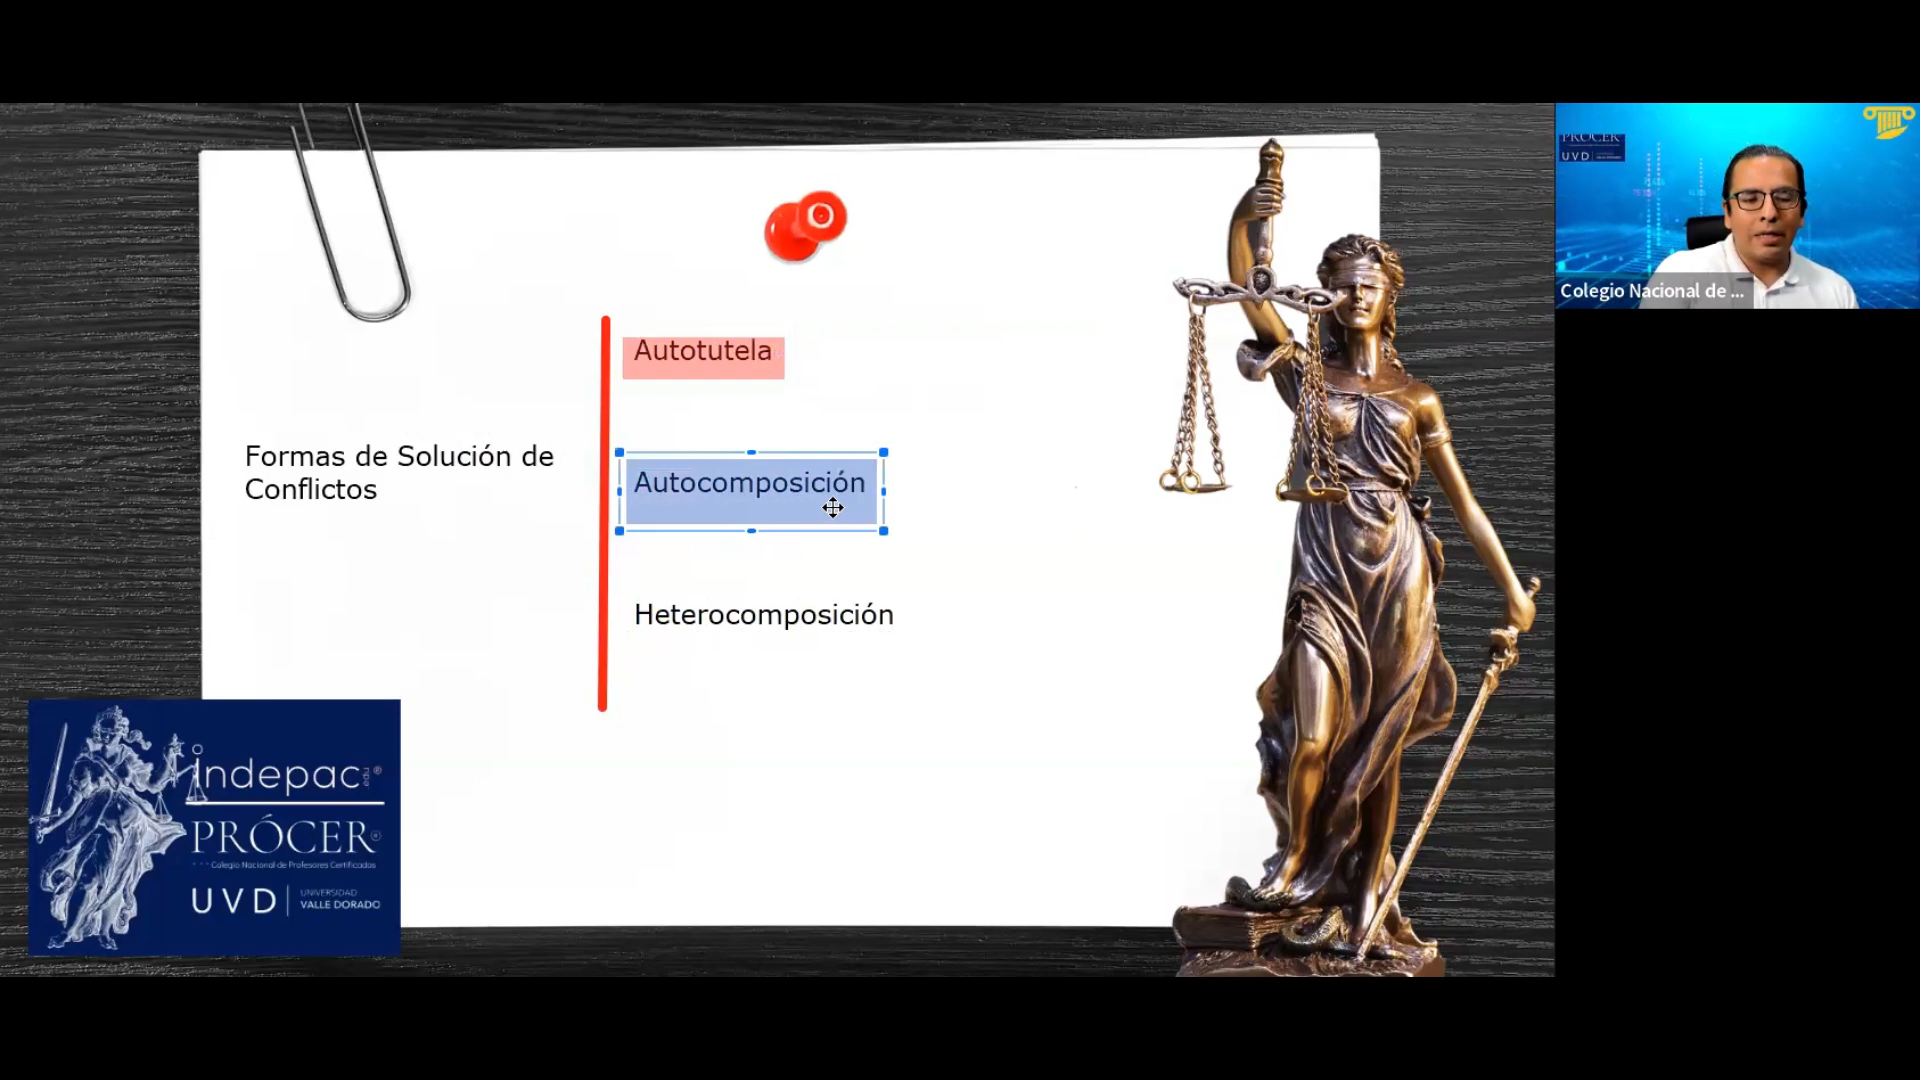 Formas de Solución de
Conflictos
Autotutela
Autocomposición
Heterocomposición
indepac
PRÓCER
Colegio Nacional de Profesores Certificados
UVD
UNIVERSIDAD
VALLE DORADO
PRÓCER
UVD
Colegio Nacional de ...